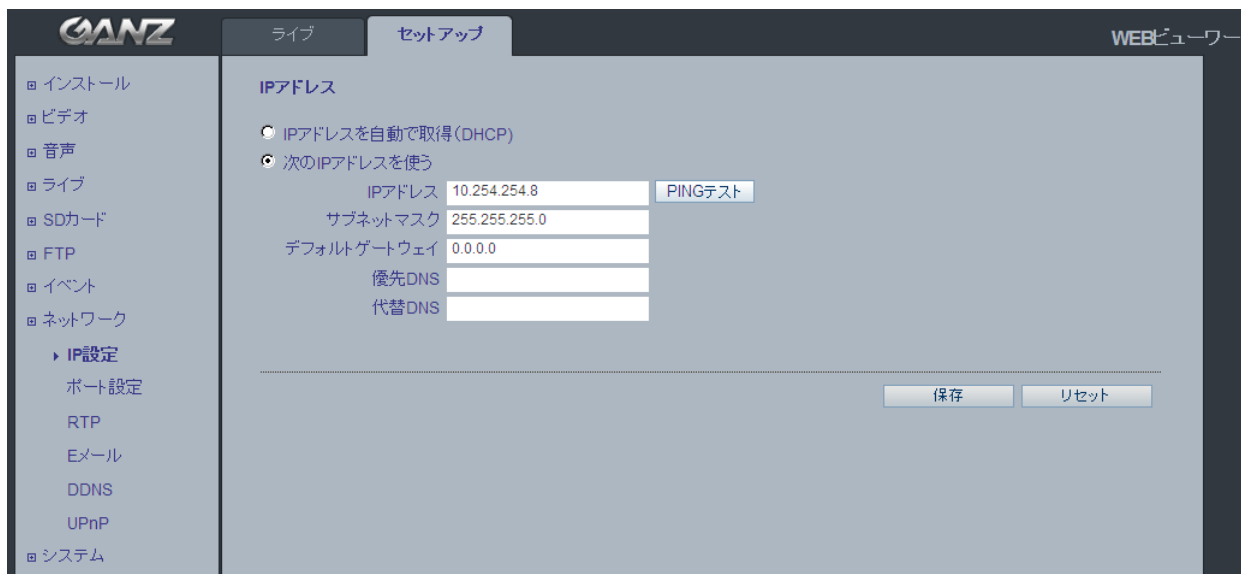 GANZ
ライブ
セットアップ
WEBビューワー
インストール
ビデオ
音声
ライブ
SDカード
FTP
イベント
ネットワーク
IP設定
ポート設定
RTP
Eメール
DDNS
UPnP
システム
IPアドレス
IPアドレスを自動で取得(DHCP)
次のIPアドレスを使う
IPアドレス 10.254.254.8 PINGテスト
サブネットマスク 255.255.255.0
デフォルトゲートウェイ 0.0.0.0
優先DNS
代替DNS
保存 リセット